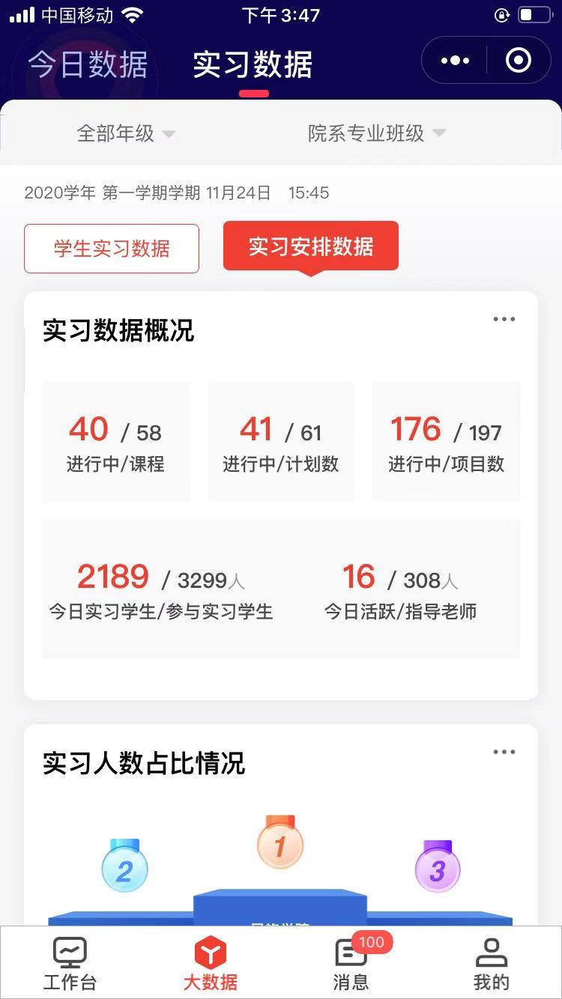 中国移动 下午3:47
今日数据 实习数据
全部年级 院系专业班级
2020学年 第一学期学期 11月24日 15:45
学生实习数据 实习安排数据
实习数据概况
40 / 58 41 / 61 176 / 197
进行中/课程 进行中/计划数 进行中/项目数
2189 / 3299人 16 / 308人
今日实习学生/参与实习学生 今日活跃/指导老师
实习人数占比情况
1
2 3
100
工作台 大数据 消息 我的